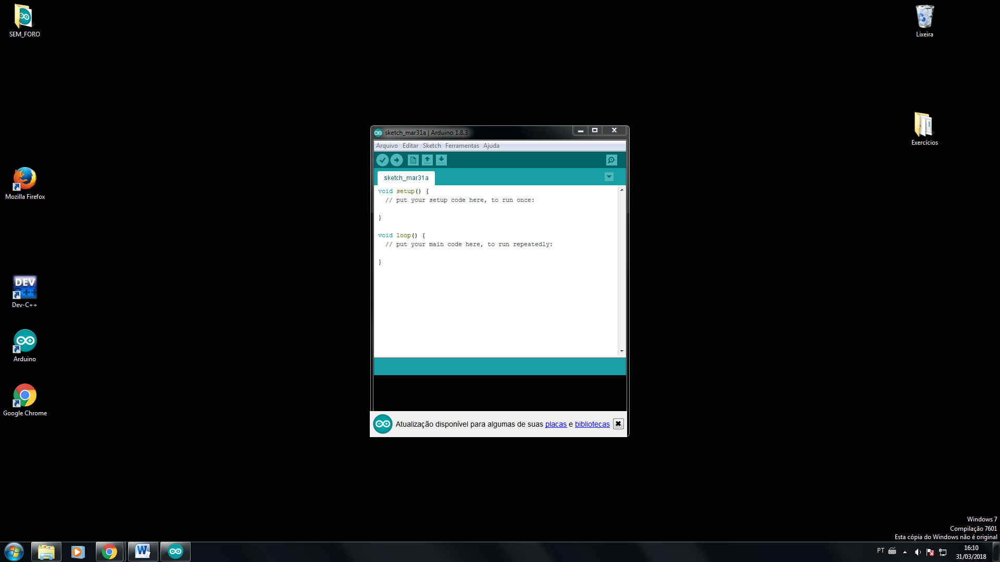 SEM_FORO
Lixeira
Exercícios
Mozilla Firefox
DEV
C++
Dev-C++
Arduino
Google Chrome
sketch_mar31a | Arduino 1.8.3
Arquivo Editar Sketch Ferramentas Ajuda
sketch_mar31a
void setup() {
// put your setup code here, to run once:
}
void loop() {
// put your main code here, to run repeatedly:
}
Atualização disponível para algumas de suas placas e bibliotecas
Windows 7
Compilação 7601
Esta cópia do Windows não é original
W
PT
16:10
31/03/2018